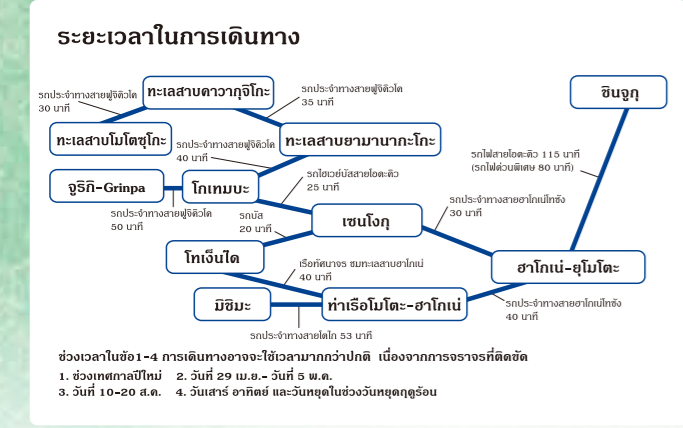 ระยะเวลาในการเดินทาง
รถประจำทางสายฟูจิคิวโค
30 นาที
ทะเลสาบคาวากุจิโกะ
รถประจำทางสายฟูจิคิวโค
35 นาที
ชินจูกุ
ทะเลสาบโมโตซุโกะ
รถประจำทางสายฟูจิคิวโค
40 นาที
ทะเลสาบยามานากะโกะ
รถไฟสายโอดะคิว 115 นาที
(รถไฟด่วนพิเศษ 80 นาที)
จูริกิ-Grinpa
โกเทมบะ
รถไฮเวย์บัสสายโอดะคิว
25 นาที
รถประจำทางสายฟูจิคิวโค
50 นาที
รถบัส
20 นาที
เซนโงกุ
รถประจำทางสายฮาโกเน่โทซัง
30 นาที
โทเง็นได
เรือทัศนาจร ชมทะเลสาบฮาโกเน่
40 นาที
ฮาโกเน่-ยุโมโตะ
มิชิมะ
ท่าเรือโมโตะ-ฮาโกเน่
รถประจำทางสายฮาโกเน่โทซัง
40 นาที
รถประจำทางสายโตไก 53 นาที
ช่วงเวลาในข้อ1-4 การเดินทางอาจจะใช้เวลามากกว่าปกติ เนื่องจากการจราจรที่ติดขัด
1. ช่วงเทศกาลปีใหม่ 2. วันที่ 29 เม.ย.- วันที่ 5 พ.ค.
3. วันที่ 10-20 ส.ค. 4. วันเสาร์ อาทิตย์ และวันหยุดในช่วงวันหยุดฤดูร้อน